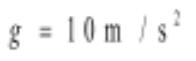 g = 10 m / s²